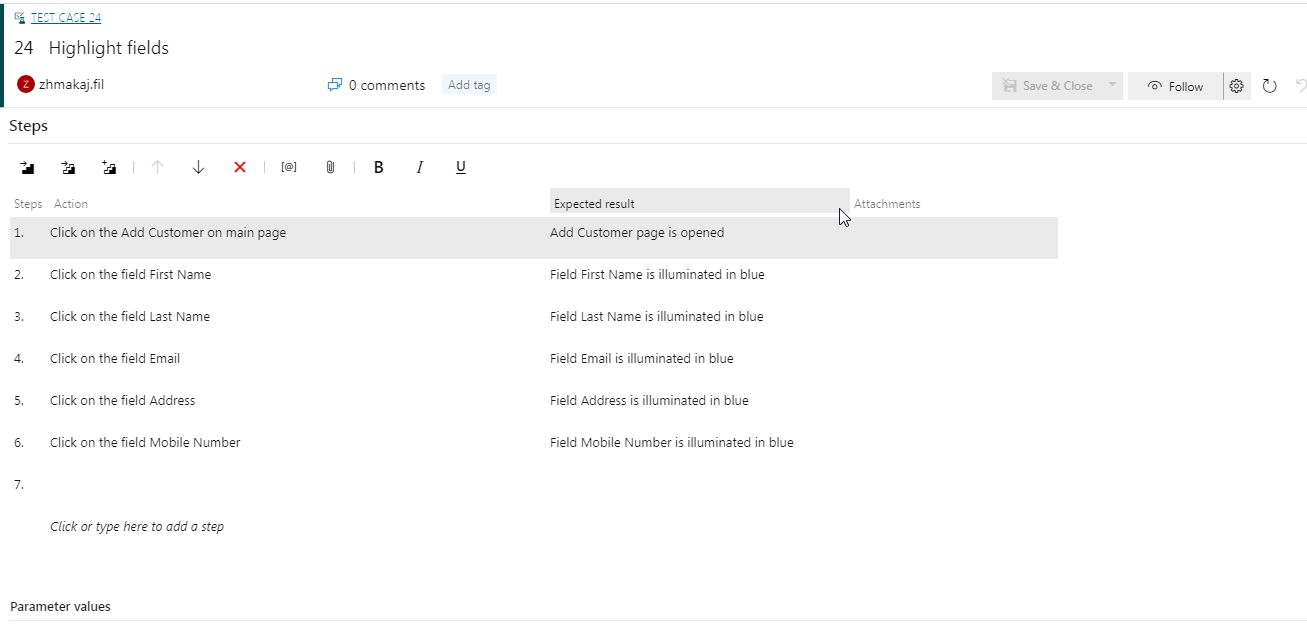 TEST CASE 24
24 Highlight fields
Z zhmakaj.fil 0 comments Add tag Save & Close Follow
Steps
[@] B I U
Steps Action Expected result Attachments
1. Click on the Add Customer on main page Add Customer page is opened
2. Click on the field First Name Field First Name is illuminated in blue
3. Click on the field Last Name Field Last Name is illuminated in blue
4. Click on the field Email Field Email is illuminated in blue
5. Click on the field Address Field Address is illuminated in blue
6. Click on the field Mobile Number Field Mobile Number is illuminated in blue
7.
Click or type here to add a step
Parameter values